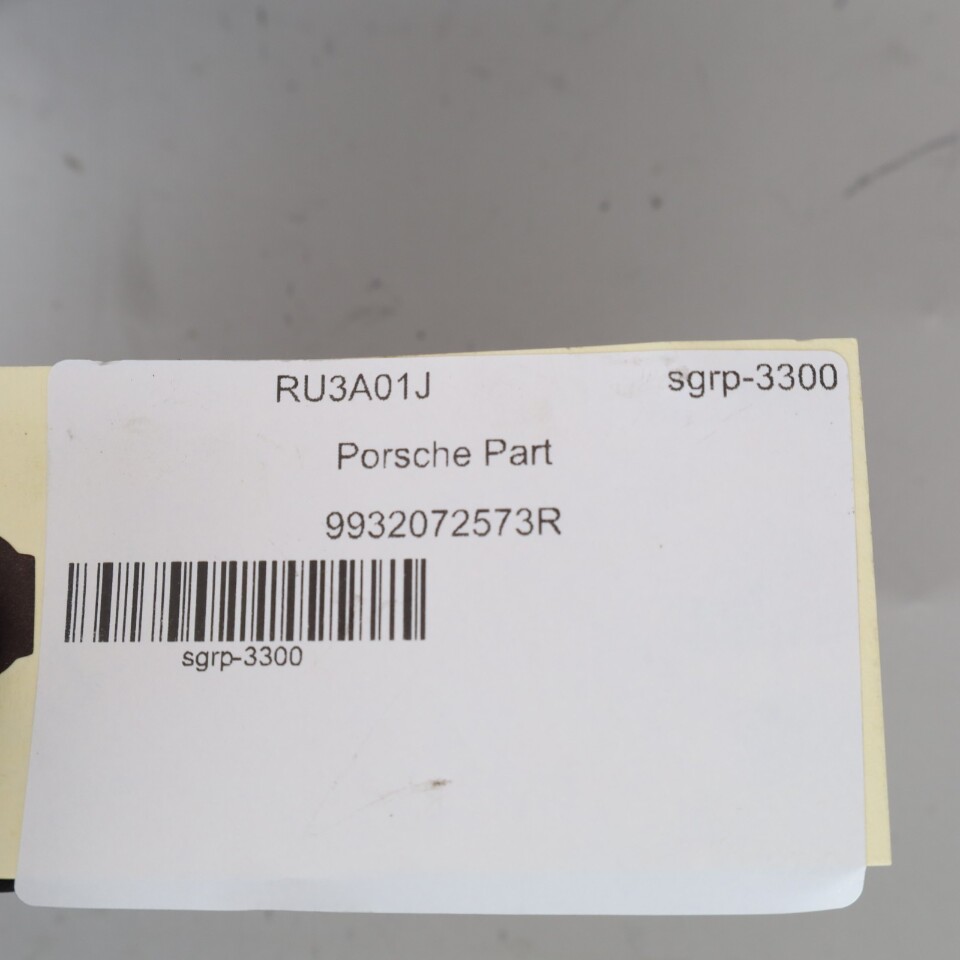 RU3A01J sgrp-3300
Porsche Part
9932072573R
sgrp-3300